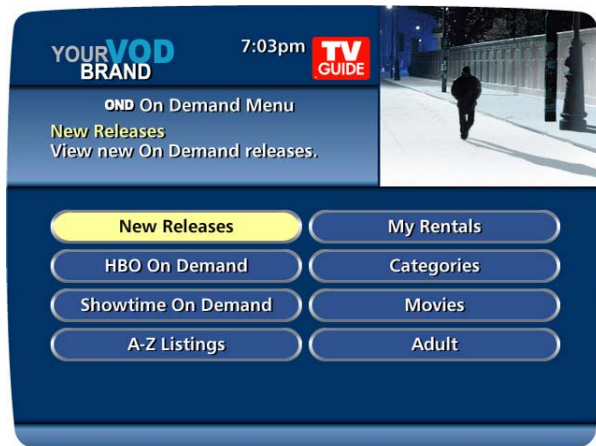 YOUR VOD
BRAND
7:03pm
TV
GUIDE
OND On Demand Menu
New Releases
View new On Demand releases.
New Releases
My Rentals
HBO On Demand
Categories
Showtime On Demand
Movies
A-Z Listings
Adult